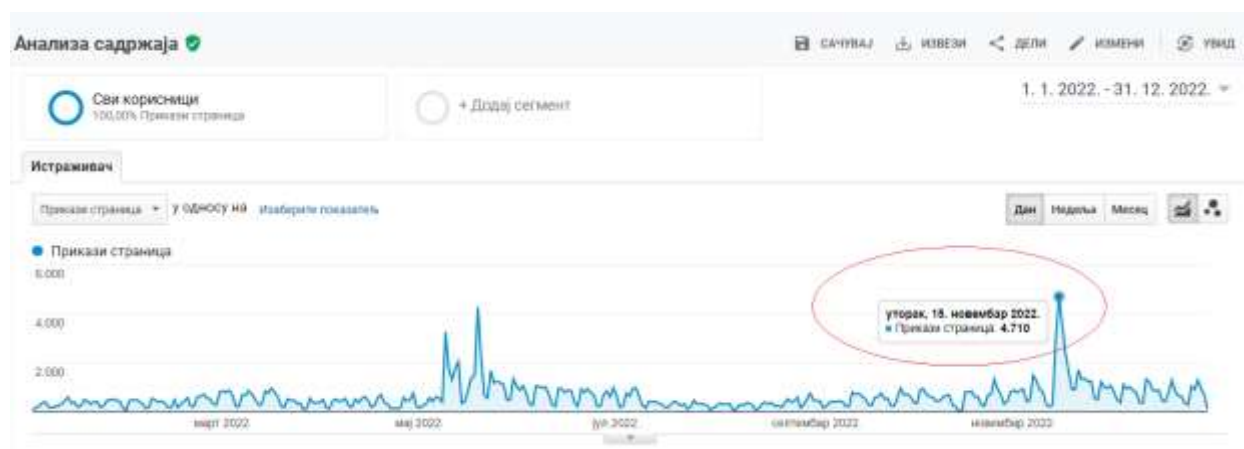 Анализа садржаја
САЧУВАЈ ИЗВЕЗИ ДЕЛИ ИЗМЕНИ УВИД
Сви корисници
100,00% Прикази страница
+ Додај сегмент
1. 1. 2022. - 31. 12. 2022.
Истраживач
Прикази страница у односу на Изаберите показатељ
Дан Недеља Месец
Прикази страница
6.000
4.000
2.000
уторак, 15. новембар 2022.
Прикази страница: 4.710
март 2022.
мај 2022.
јул 2022.
септембар 2022.
новембар 2022.